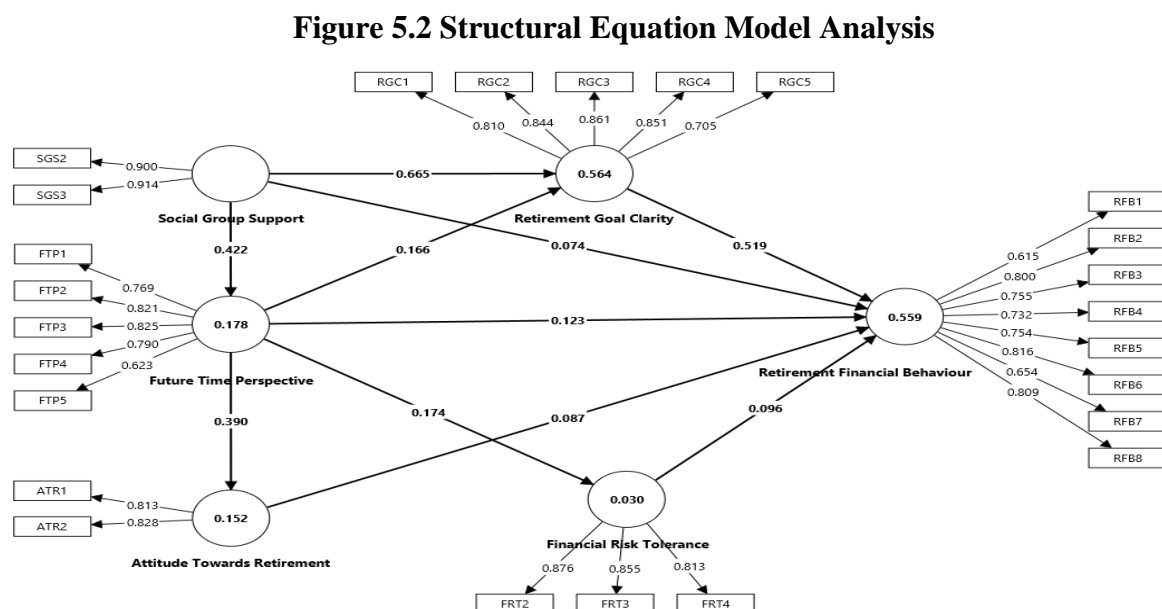 Figure 5.2 Structural Equation Model Analysis
RGC1 RGC2 RGC3 RGC4 RGC5
0.810 0.844 0.861 0.851 0.705
SGS2
SGS3
0.900
0.914
Social Group Support
0.665
0.564
Retirement Goal Clarity
0.422
0.166
0.074
0.519
FTP1
FTP2
FTP3
FTP4
FTP5
0.769
0.821
0.825
0.790
0.623
0.178
Future Time Perspective
0.123
0.559
Retirement Financial Behaviour
0.615
0.800
0.755
0.732
0.754
0.816
0.654
0.809
RFB1
RFB2
RFB3
RFB4
RFB5
RFB6
RFB7
RFB8
0.390
0.174
0.087
0.096
ATR1
ATR2
0.813
0.828
0.152
Attitude Towards Retirement
0.030
Financial Risk Tolerance
0.876 0.855 0.813
FRT2 FRT3 FRT4